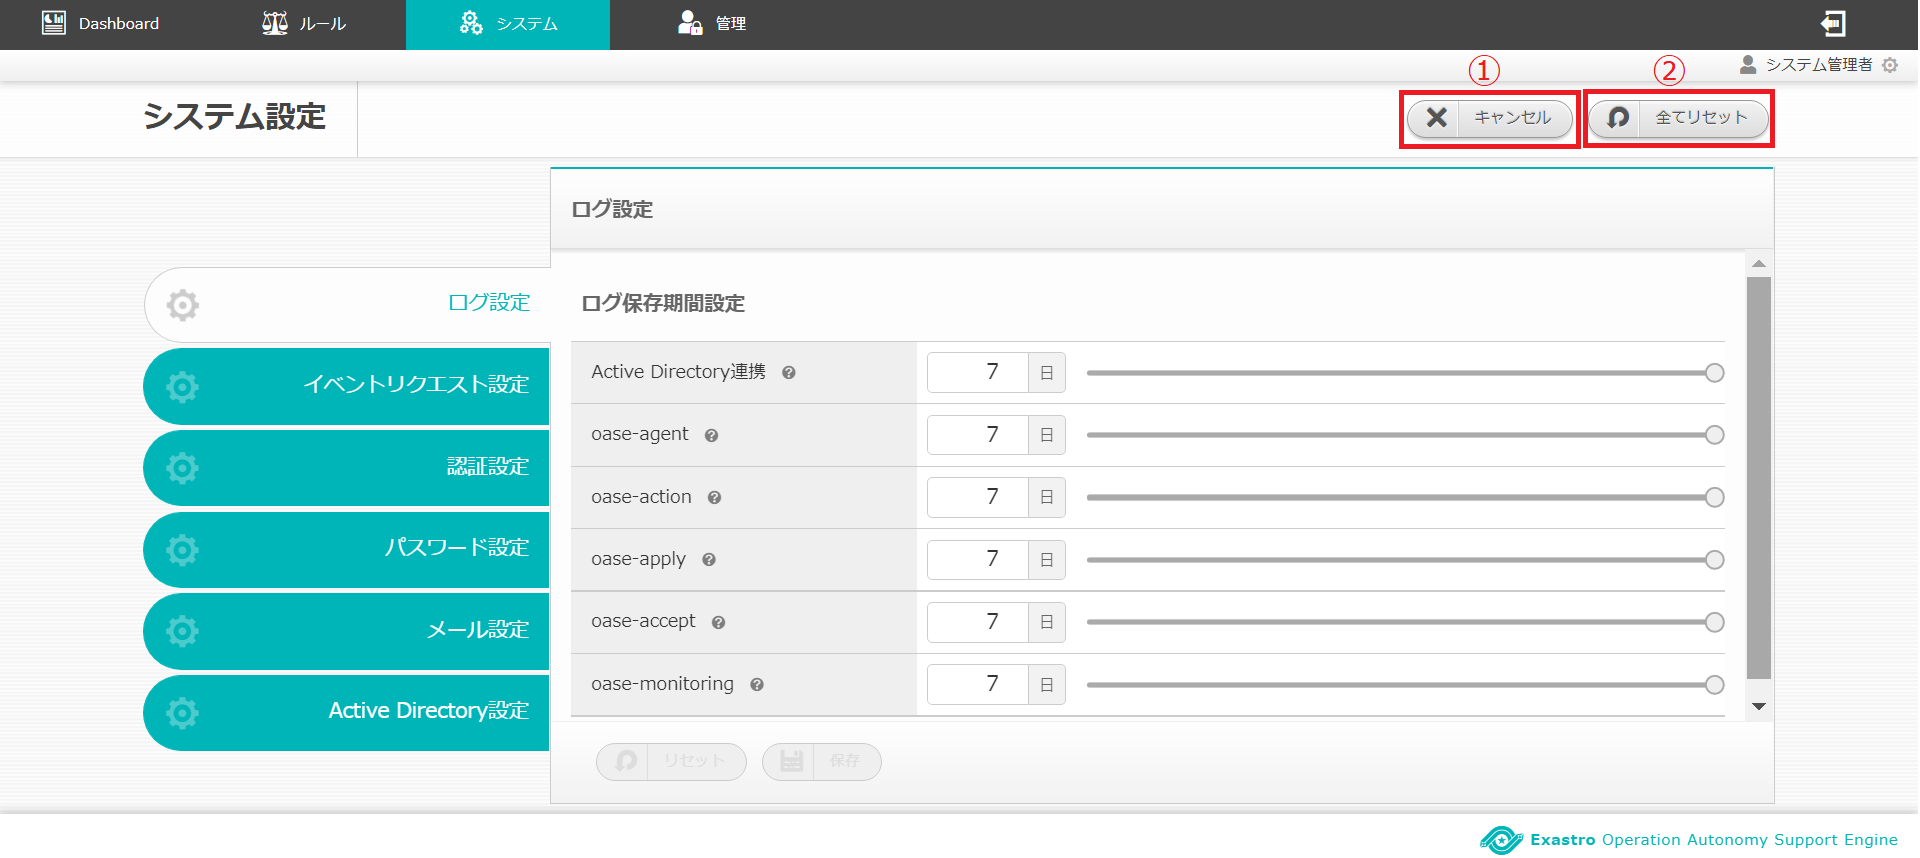 Dashboard
ルール
システム
管理
システム管理者
システム設定
①
②
キャンセル
全てリセット
ログ設定
ログ設定
イベントリクエスト設定
認証設定
パスワード設定
メール設定
Active Directory設定
ログ保存期間設定
Active Directory連携 ? 7 日
oase-agent ? 7 日
oase-action ? 7 日
oase-apply ? 7 日
oase-accept ? 7 日
oase-monitoring ? 7 日
リセット
保存
Exastro Operation Autonomy Support Engine